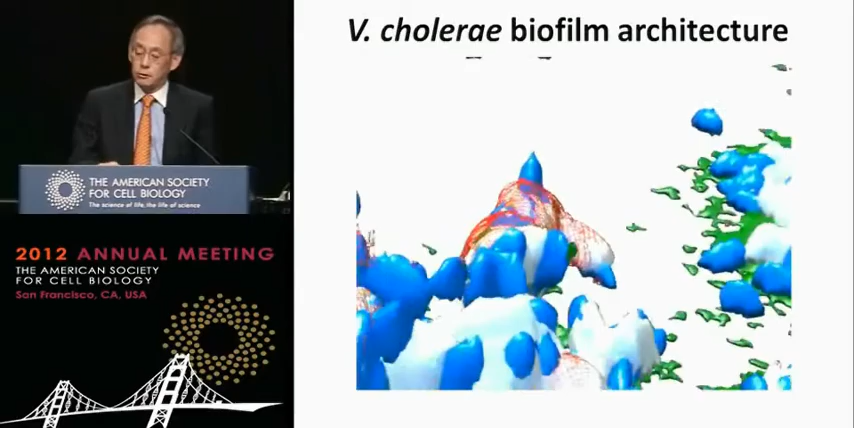 V. cholerae biofilm architecture
THE AMERICAN SOCIETY
FOR CELL BIOLOGY
The science of life, the life of science
2012 ANNUAL MEETING
THE AMERICAN SOCIETY
FOR CELL BIOLOGY
San Francisco, CA, USA